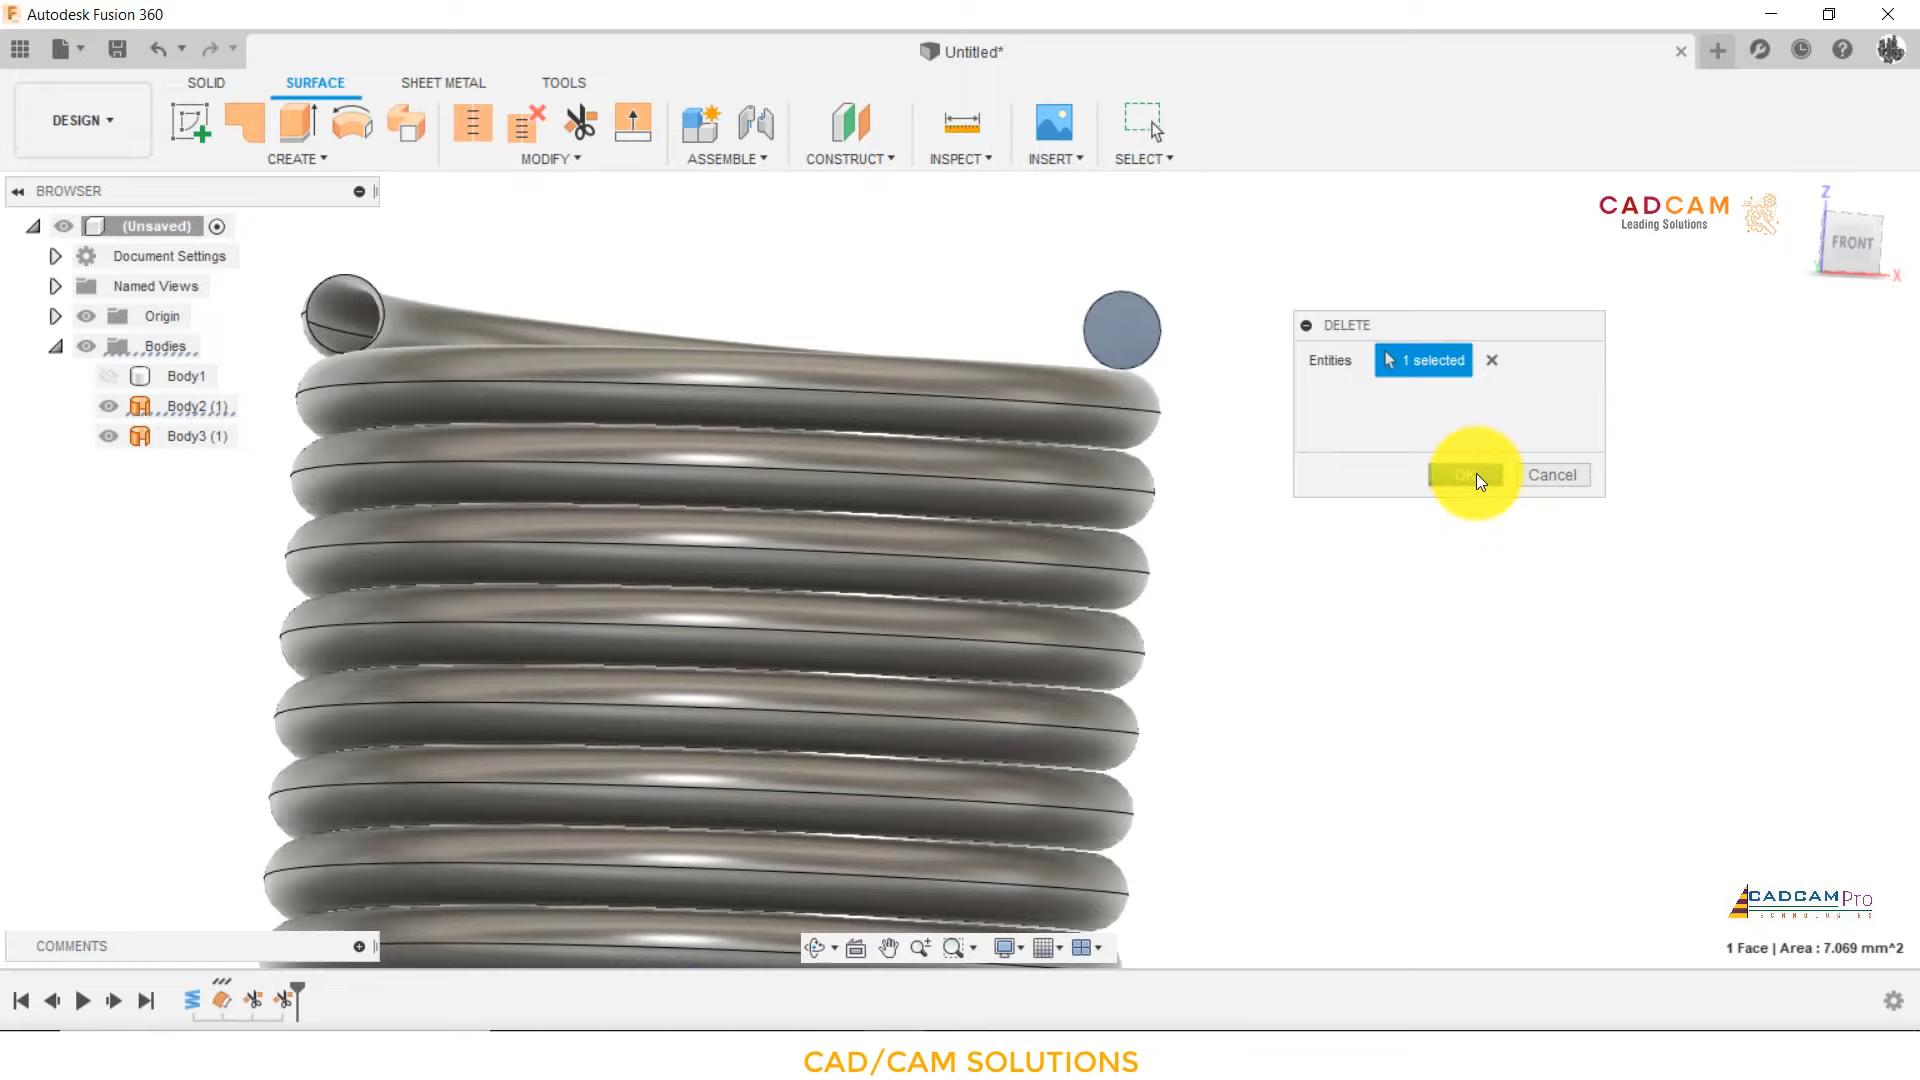 Autodesk Fusion 360
Untitled*
SOLID
SURFACE
SHEET METAL
TOOLS
DESIGN
CREATE
MODIFY
ASSEMBLE
CONSTRUCT
INSPECT
INSERT
SELECT
BROWSER
(Unsaved)
Document Settings
Named Views
Origin
Bodies
Body1
Body2 (1)
Body3 (1)
CADCAM
Leading Solutions
Z
FRONT
X
DELETE
Entities
1 selected
OK
Cancel
CADCAM Pro
TECHNOLOGIES
COMMENTS
1 Face | Area : 7.069 mm^2
CAD/CAM SOLUTIONS